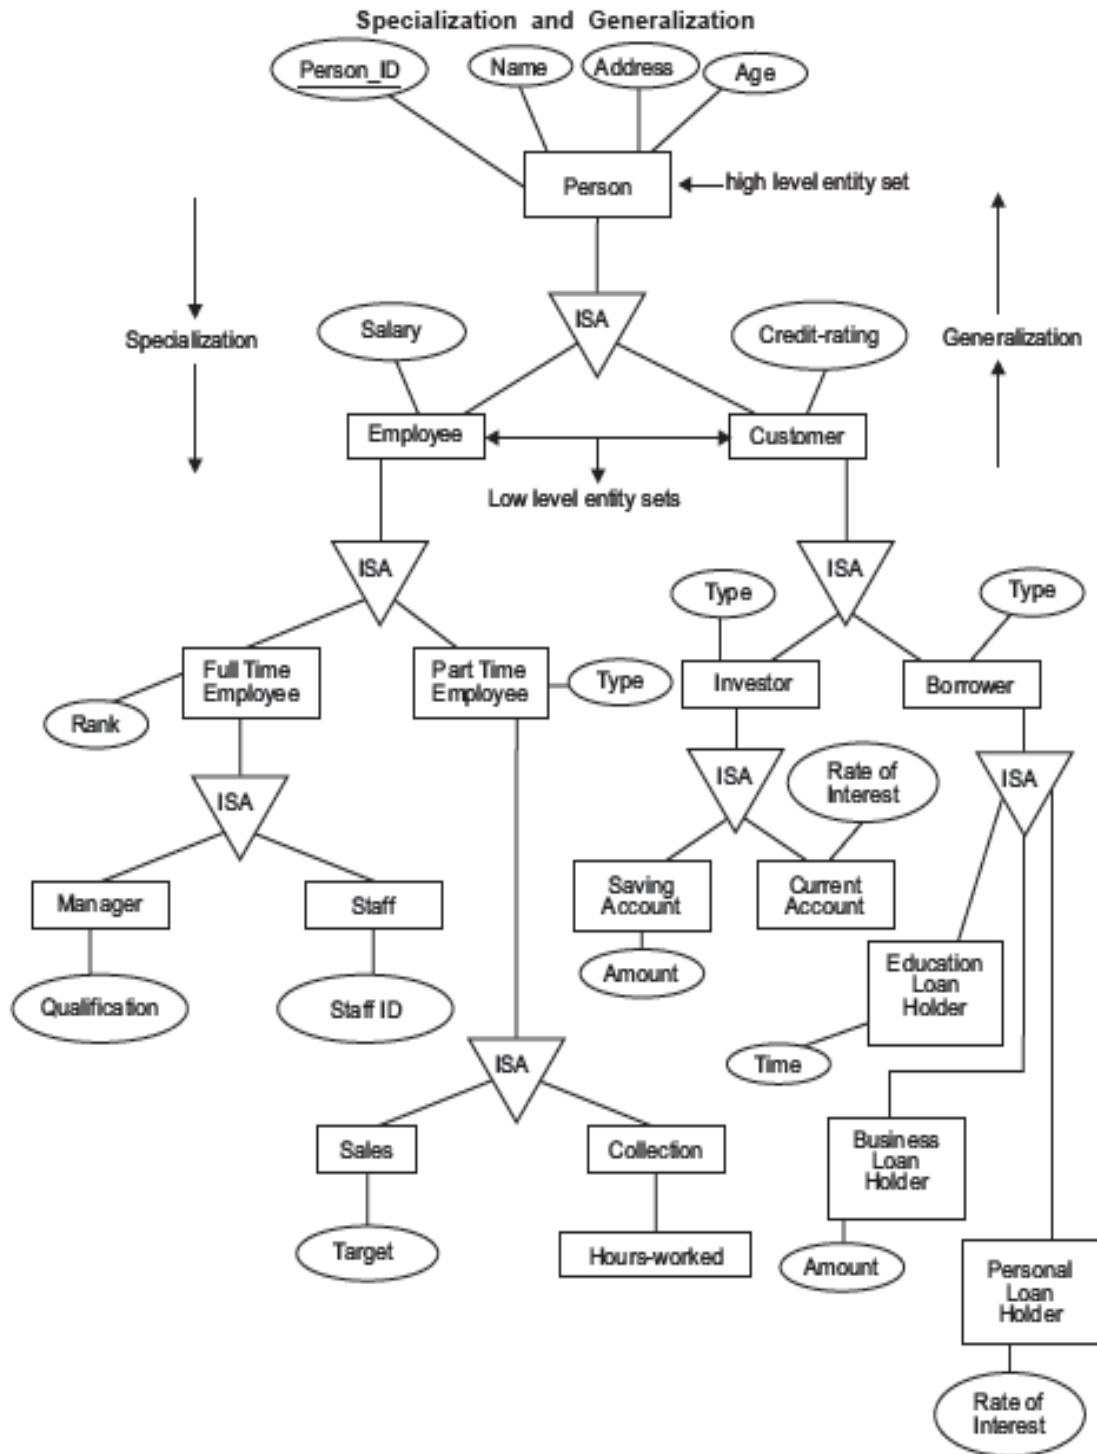 Specialization and Generalization
Person_ID
Name
Address
Age
Person
high level entity set
ISA
Salary
Credit-rating
Specialization
Generalization
Employee
Customer
Low level entity sets
ISA
ISA
Type
Type
Full Time
Employee
Part Time
Employee
Type
Investor
Borrower
Rank
ISA
ISA
Rate of
Interest
ISA
Manager
Staff
Saving
Account
Current
Account
Qualification
Staff ID
Amount
Education
Loan
Holder
Time
ISA
Sales
Collection
Business
Loan
Holder
Target
Hours-worked
Amount
Personal
Loan
Holder
Rate of
Interest